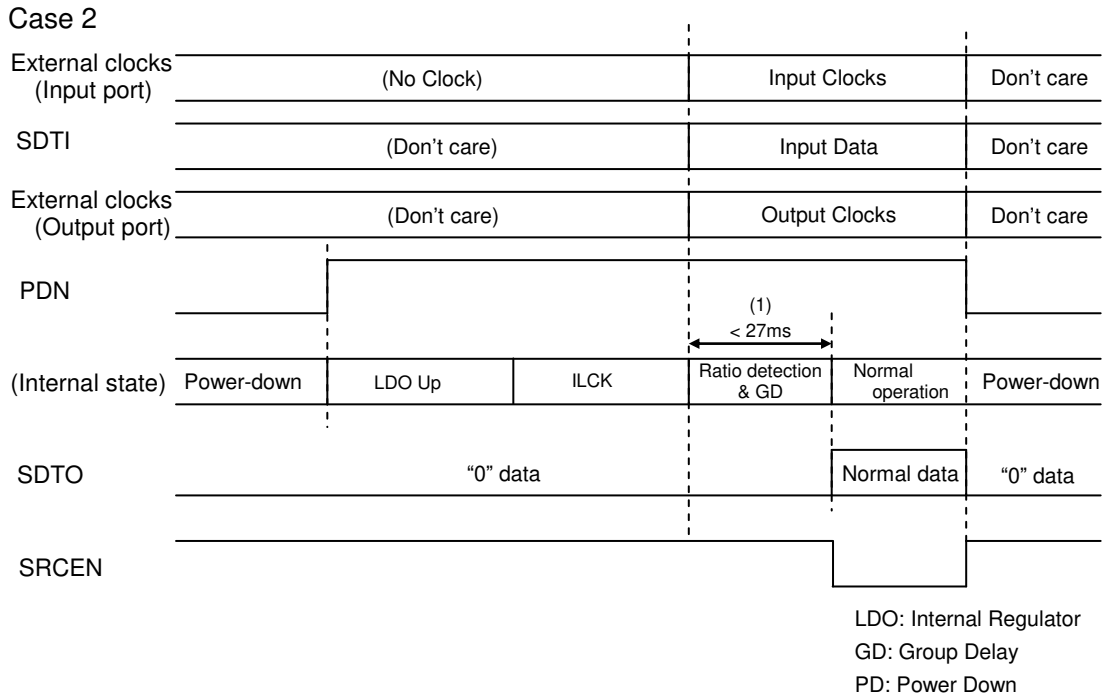 Case 2
External clocks
(Input port)
(No Clock)
Input Clocks
Don't care
SDTI
(Don't care)
Input Data
Don't care
External clocks
(Output port)
(Don't care)
Output Clocks
Don't care
PDN
(1)
< 27ms
(Internal state)
Power-down
LDO Up
ILCK
Ratio detection
& GD
Normal
operation
Power-down
SDTO
“0” data
Normal data
“0” data
SRCEN
LDO: Internal Regulator
GD: Group Delay
PD: Power Down